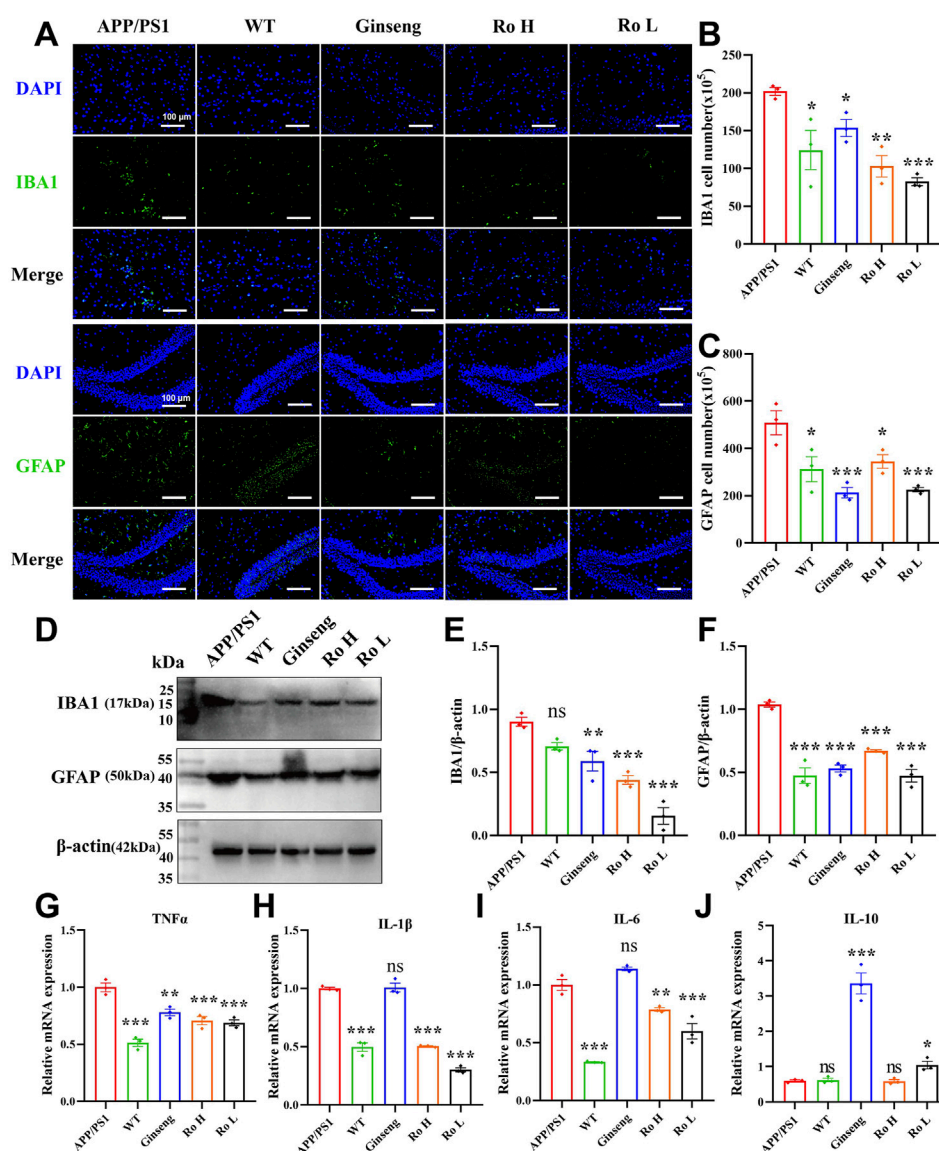 A
APP/PS1 WT Ginseng Ro H Ro L
DAPI
100 μm
IBA1
Merge
DAPI
100 μm
GFAP
Merge
B
IBA1 cell number(x10⁵)
250
200
150
100
50
0
* * ** ***
APP/PS1 WT Ginseng Ro H Ro L
C
GFAP cell number(x10⁵)
800
600
400
200
0
* *** * ***
APP/PS1 WT Ginseng Ro H Ro L
D
APP/PS1 WT Ginseng Ro H Ro L
kDa
IBA1 (17kDa)
25
15
10
GFAP (50kDa)
55
40
35
β-actin(42kDa)
55
40
35
E
IBA1/β-actin
1.5
1.0
0.5
0.0
ns ** *** ***
APP/PS1 WT Ginseng Ro H Ro L
F
GFAP/β-actin
1.5
1.0
0.5
0.0
*** *** *** ***
APP/PS1 WT Ginseng Ro H Ro L
G
TNFα
Relative mRNA expression
1.5
1.0
0.5
0.0
*** ** *** ***
APP/PS1 WT Ginseng Ro H Ro L
H
IL-1β
Relative mRNA expression
1.5
1.0
0.5
0.0
*** ns *** ***
APP/PS1 WT Ginseng Ro H Ro L
I
IL-6
Relative mRNA expression
1.5
1.0
0.5
0.0
*** ns ** ***
APP/PS1 WT Ginseng Ro H Ro L
J
IL-10
Relative mRNA expression
5
4
3
2
1
0
ns *** ns *
APP/PS1 WT Ginseng Ro H Ro L